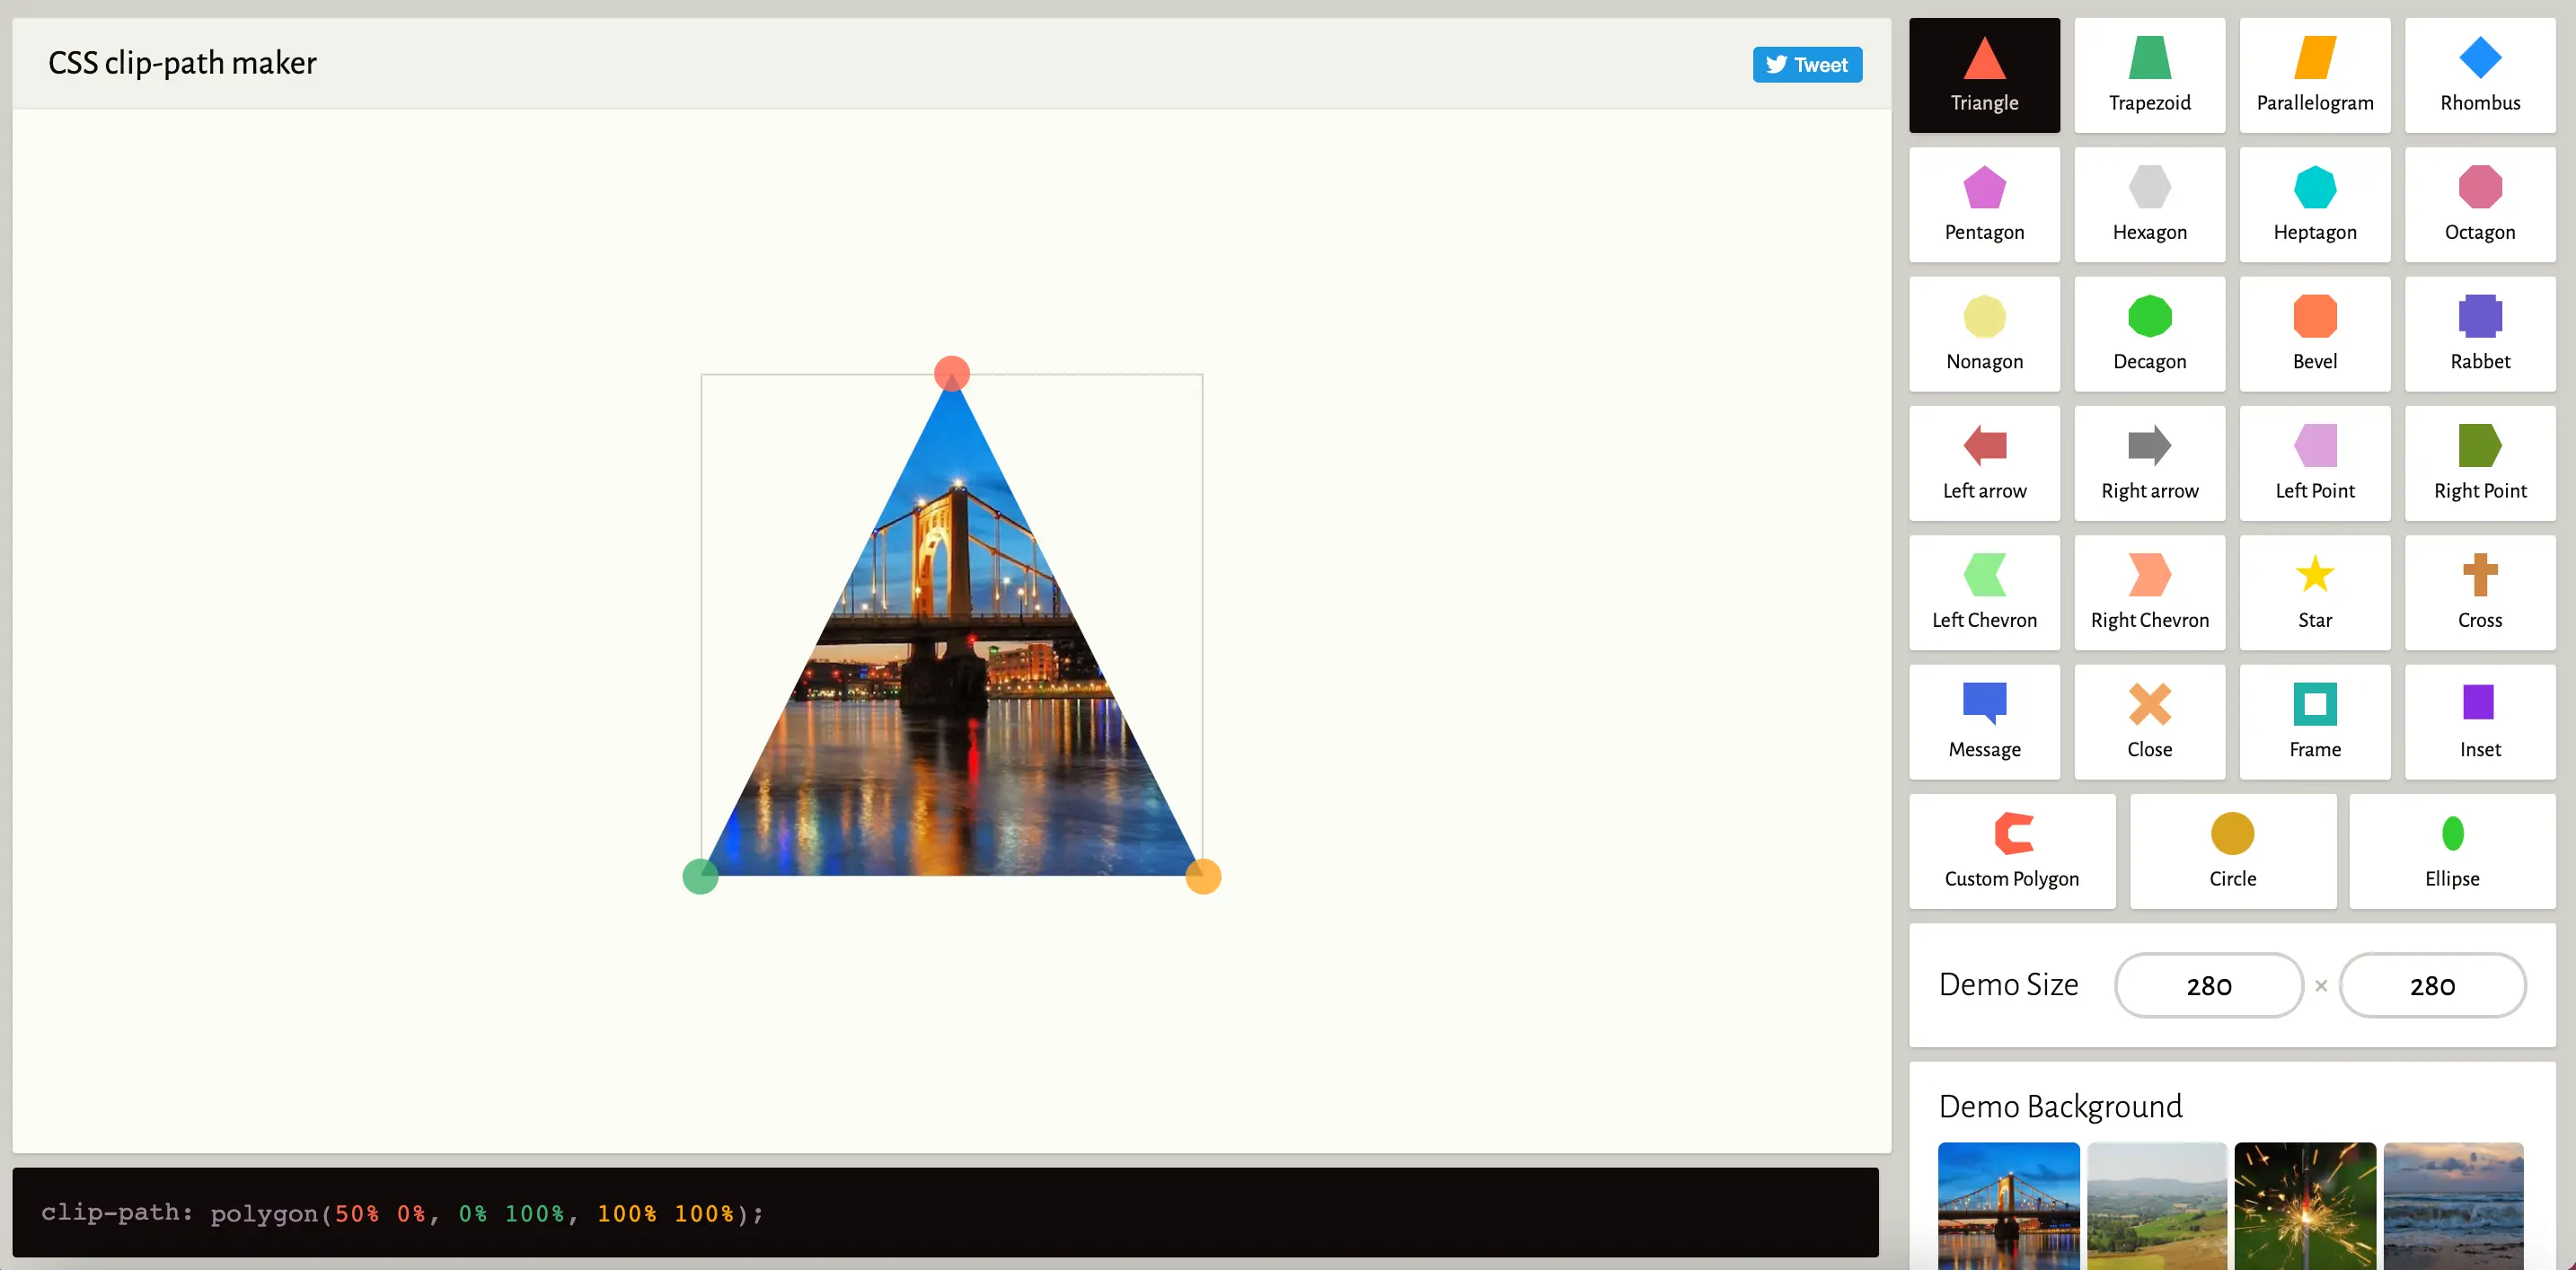 CSS clip-path maker
Tweet
Triangle
Trapezoid
Parallelogram
Rhombus
Pentagon
Hexagon
Heptagon
Octagon
Nonagon
Decagon
Bevel
Rabbet
Left arrow
Right arrow
Left Point
Right Point
Left Chevron
Right Chevron
Star
Cross
Message
Close
Frame
Inset
Custom Polygon
Circle
Ellipse
Demo Size 280 × 280
Demo Background
clip-path: polygon(50% 0%, 0% 100%, 100% 100%);